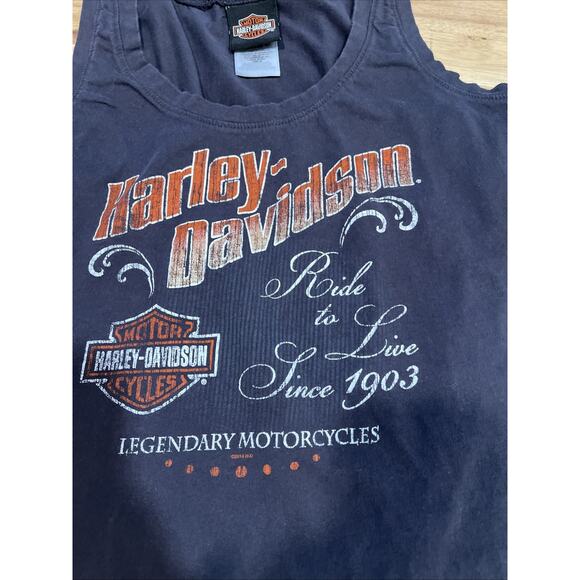 MOTOR
HARLEY-DAVIDSON
CYCLES
Harley-
Davidson®
Ride
to Live
Since 1903
MOTOR
HARLEY-DAVIDSON
CYCLES®
LEGENDARY MOTORCYCLES